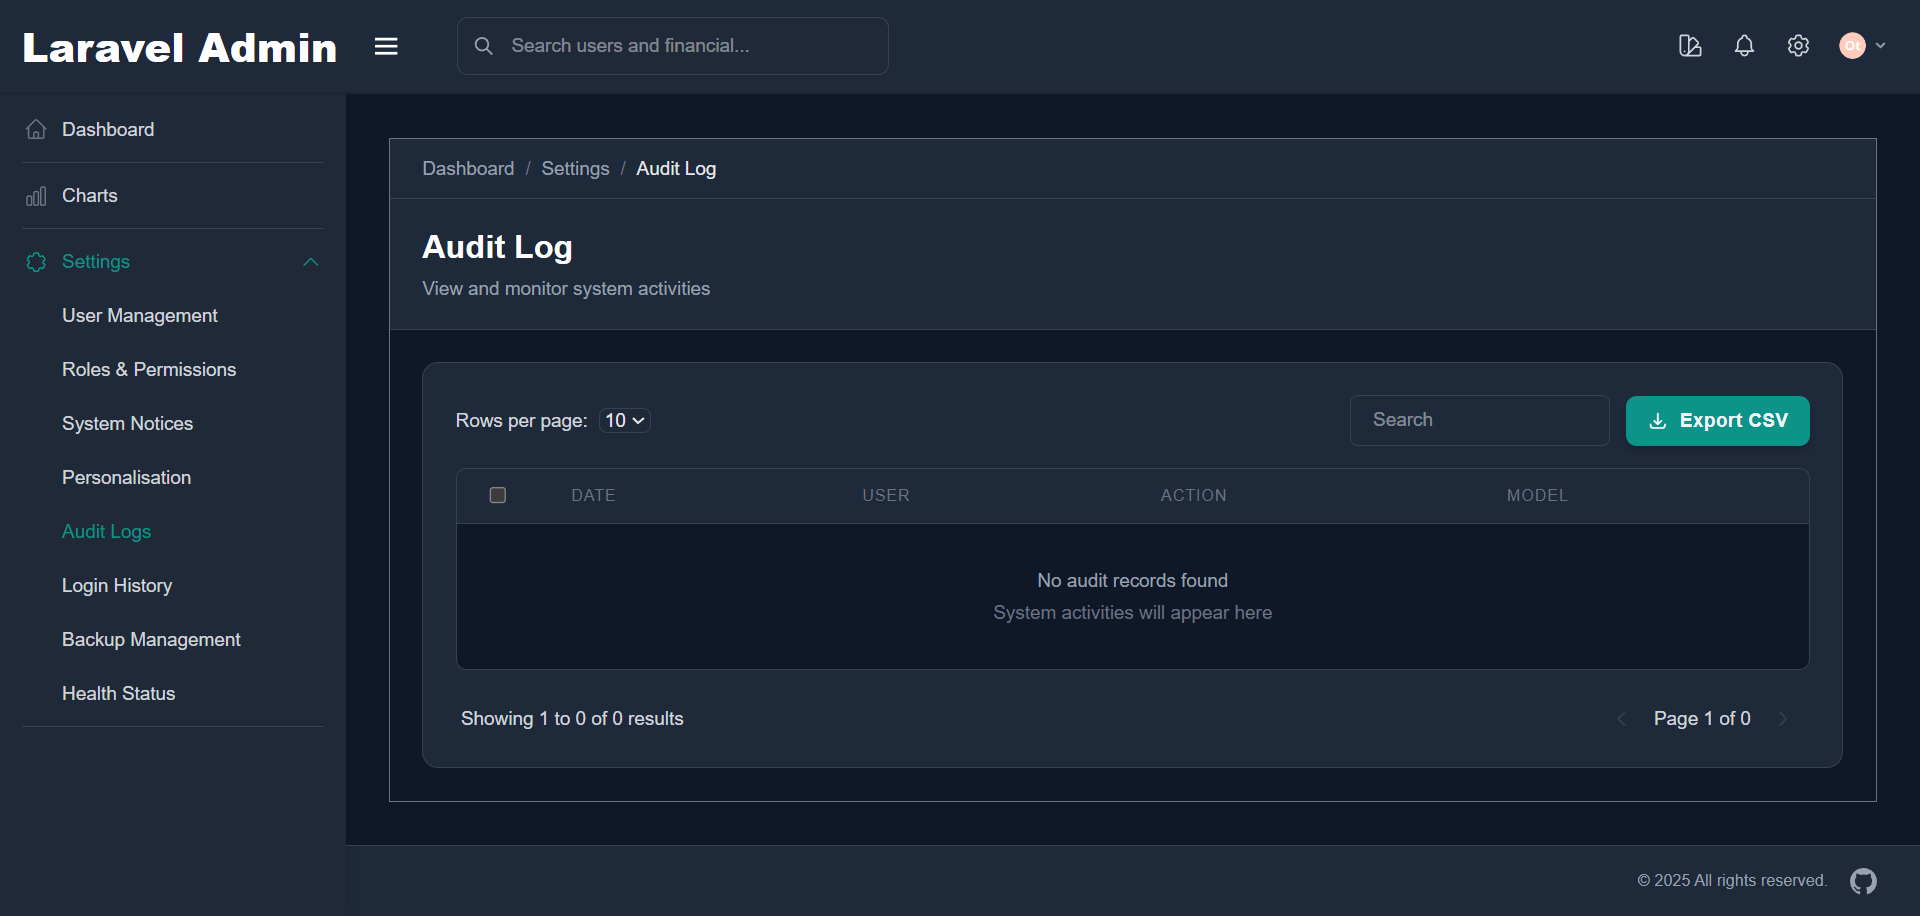 Laravel Admin
Search users and financial...
Ot
Dashboard
Charts
Settings
User Management
Roles & Permissions
System Notices
Personalisation
Audit Logs
Login History
Backup Management
Health Status
Dashboard / Settings / Audit Log
Audit Log
View and monitor system activities
Rows per page: 10
Search
Export CSV
DATE USER ACTION MODEL
No audit records found
System activities will appear here
Showing 1 to 0 of 0 results
Page 1 of 0
© 2025 All rights reserved.